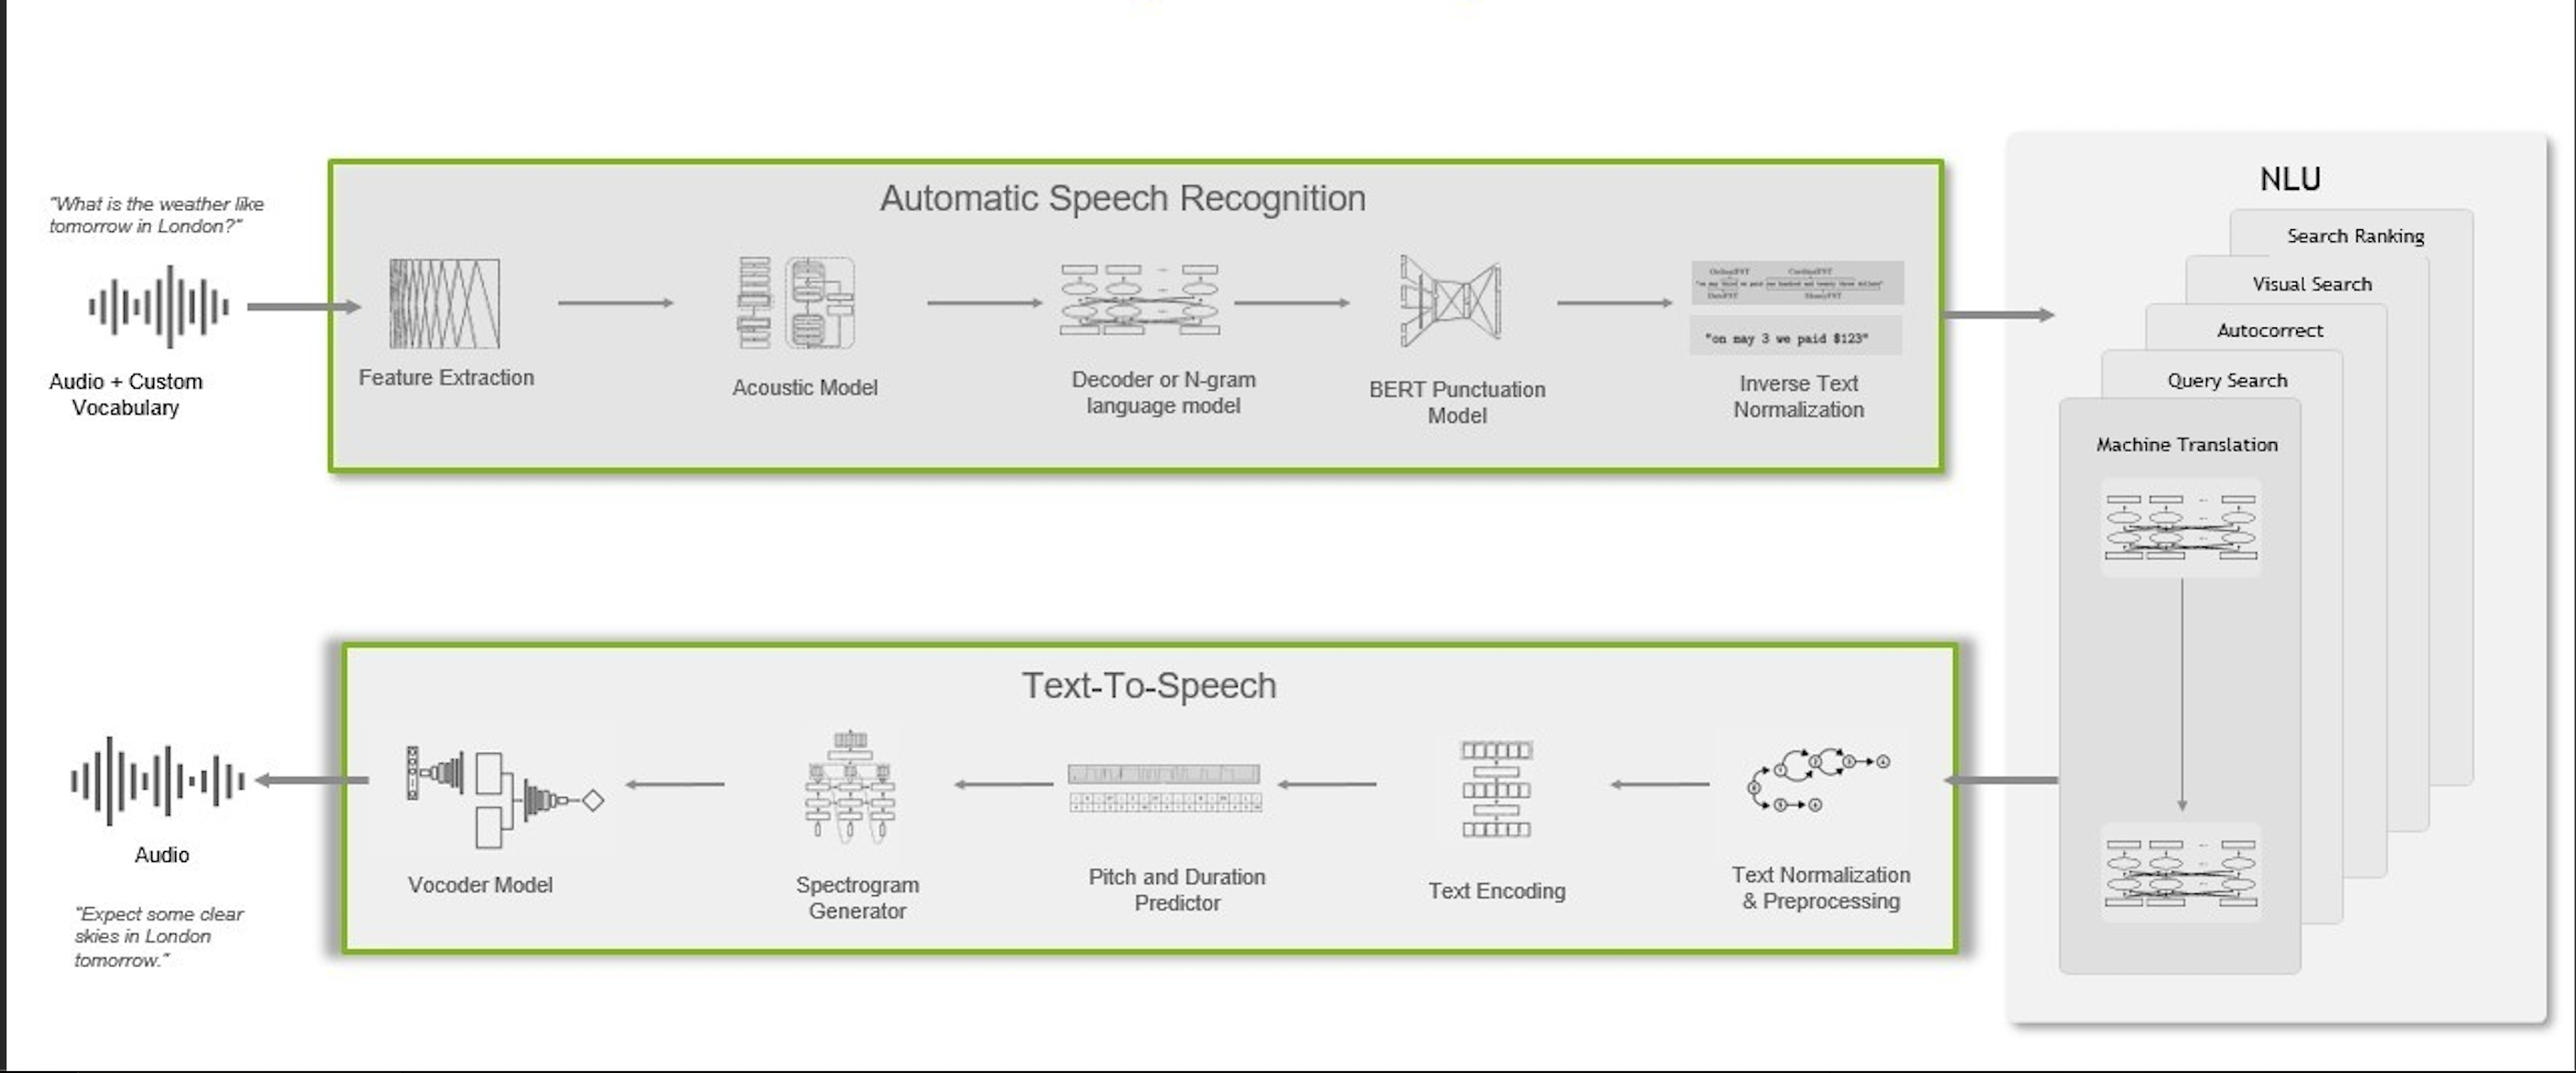 "What is the weather like
tomorrow in London?"
Audio + Custom
Vocabulary
Automatic Speech Recognition
Feature Extraction
Acoustic Model
Decoder or N-gram
language model
BERT Punctuation
Model
"on may 3 we paid $123"
Inverse Text
Normalization
NLU
Search Ranking
Visual Search
Autocorrect
Query Search
Machine Translation
Text-To-Speech
Vocoder Model
Spectrogram
Generator
Pitch and Duration
Predictor
Text Encoding
Text Normalization
& Preprocessing
Audio
"Expect some clear
skies in London
tomorrow."